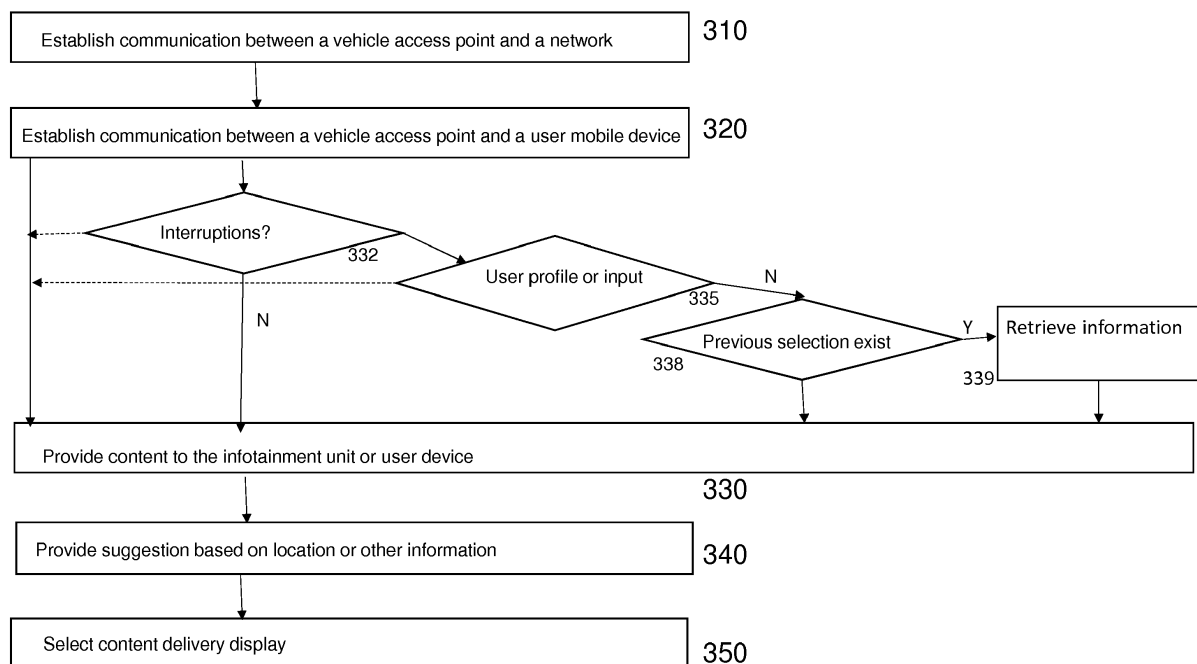 Establish communication between a vehicle access point and a network
310
Establish communication between a vehicle access point and a user mobile device
320
Interruptions?
332
User profile or input
335
N
N
Previous selection exist
338
Y
Retrieve information
339
Provide content to the infotainment unit or user device
330
Provide suggestion based on location or other information
340
Select content delivery display
350